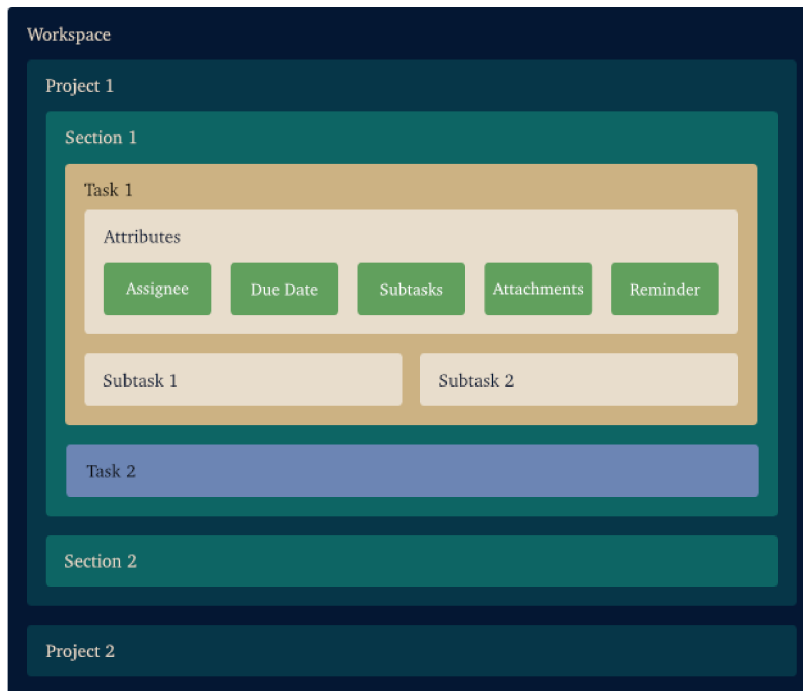 Workspace
Project 1
Section 1
Task 1
Attributes
Assignee
Due Date
Subtasks
Attachments
Reminder
Subtask 1
Subtask 2
Task 2
Section 2
Project 2